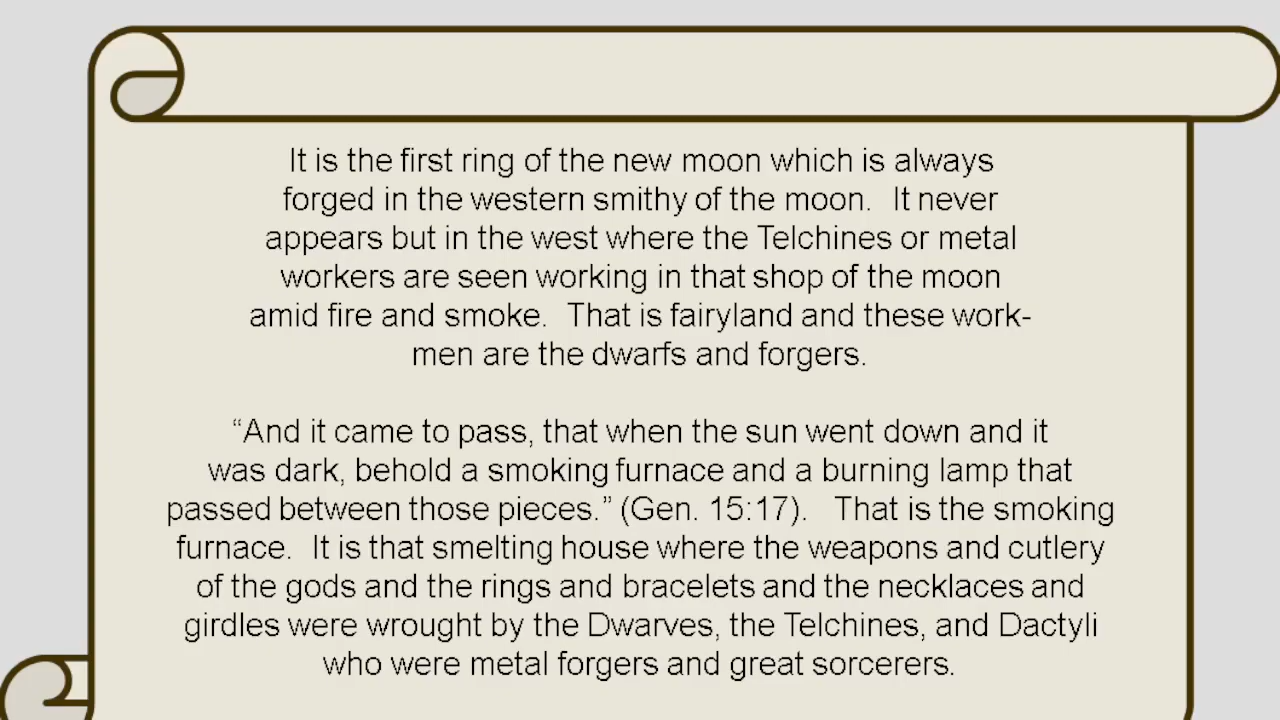 It is the first ring of the new moon which is always
forged in the western smithy of the moon.  It never
appears but in the west where the Telchines or metal
workers are seen working in that shop of the moon
amid fire and smoke.  That is fairyland and these work-
men are the dwarfs and forgers.

“And it came to pass, that when the sun went down and it
was dark, behold a smoking furnace and a burning lamp that
passed between those pieces.” (Gen. 15:17).   That is the smoking
furnace.  It is that smelting house where the weapons and cutlery
of the gods and the rings and bracelets and the necklaces and
girdles were wrought by the Dwarves, the Telchines, and Dactyli
who were metal forgers and great sorcerers.